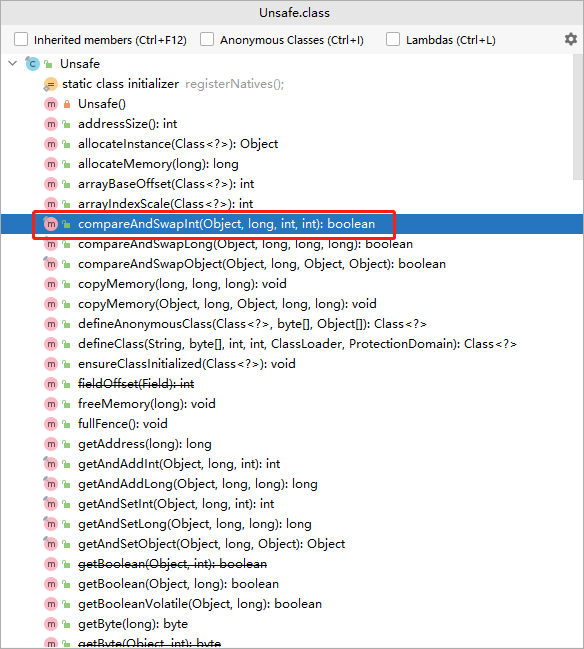 Unsafe.class
Inherited members (Ctrl+F12) Anonymous Classes (Ctrl+I) Lambdas (Ctrl+L)
C Unsafe
static class initializer registerNatives();
m Unsafe()
m addressSize(): int
m allocateInstance(Class<?>): Object
m allocateMemory(long): long
m arrayBaseOffset(Class<?>): int
m arrayIndexScale(Class<?>): int
m compareAndSwapInt(Object, long, int, int): boolean
m compareAndSwapLong(Object, long, long, long): boolean
m compareAndSwapObject(Object, long, Object, Object): boolean
m copyMemory(long, long, long): void
m copyMemory(Object, long, Object, long, long): void
m defineAnonymousClass(Class<?>, byte[], Object[]): Class<?>
m defineClass(String, byte[], int, int, ClassLoader, ProtectionDomain): Class<?>
m ensureClassInitialized(Class<?>): void
m fieldOffset(Field): int
m freeMemory(long): void
m fullFence(): void
m getAddress(long): long
m getAndAddInt(Object, long, int): int
m getAndAddLong(Object, long, long): long
m getAndSetInt(Object, long, int): int
m getAndSetLong(Object, long, long): long
m getAndSetObject(Object, long, Object): Object
m getBoolean(Object, int): boolean
m getBoolean(Object, long): boolean
m getBooleanVolatile(Object, long): boolean
m getByte(long): byte
m getByte(Object, int): byte